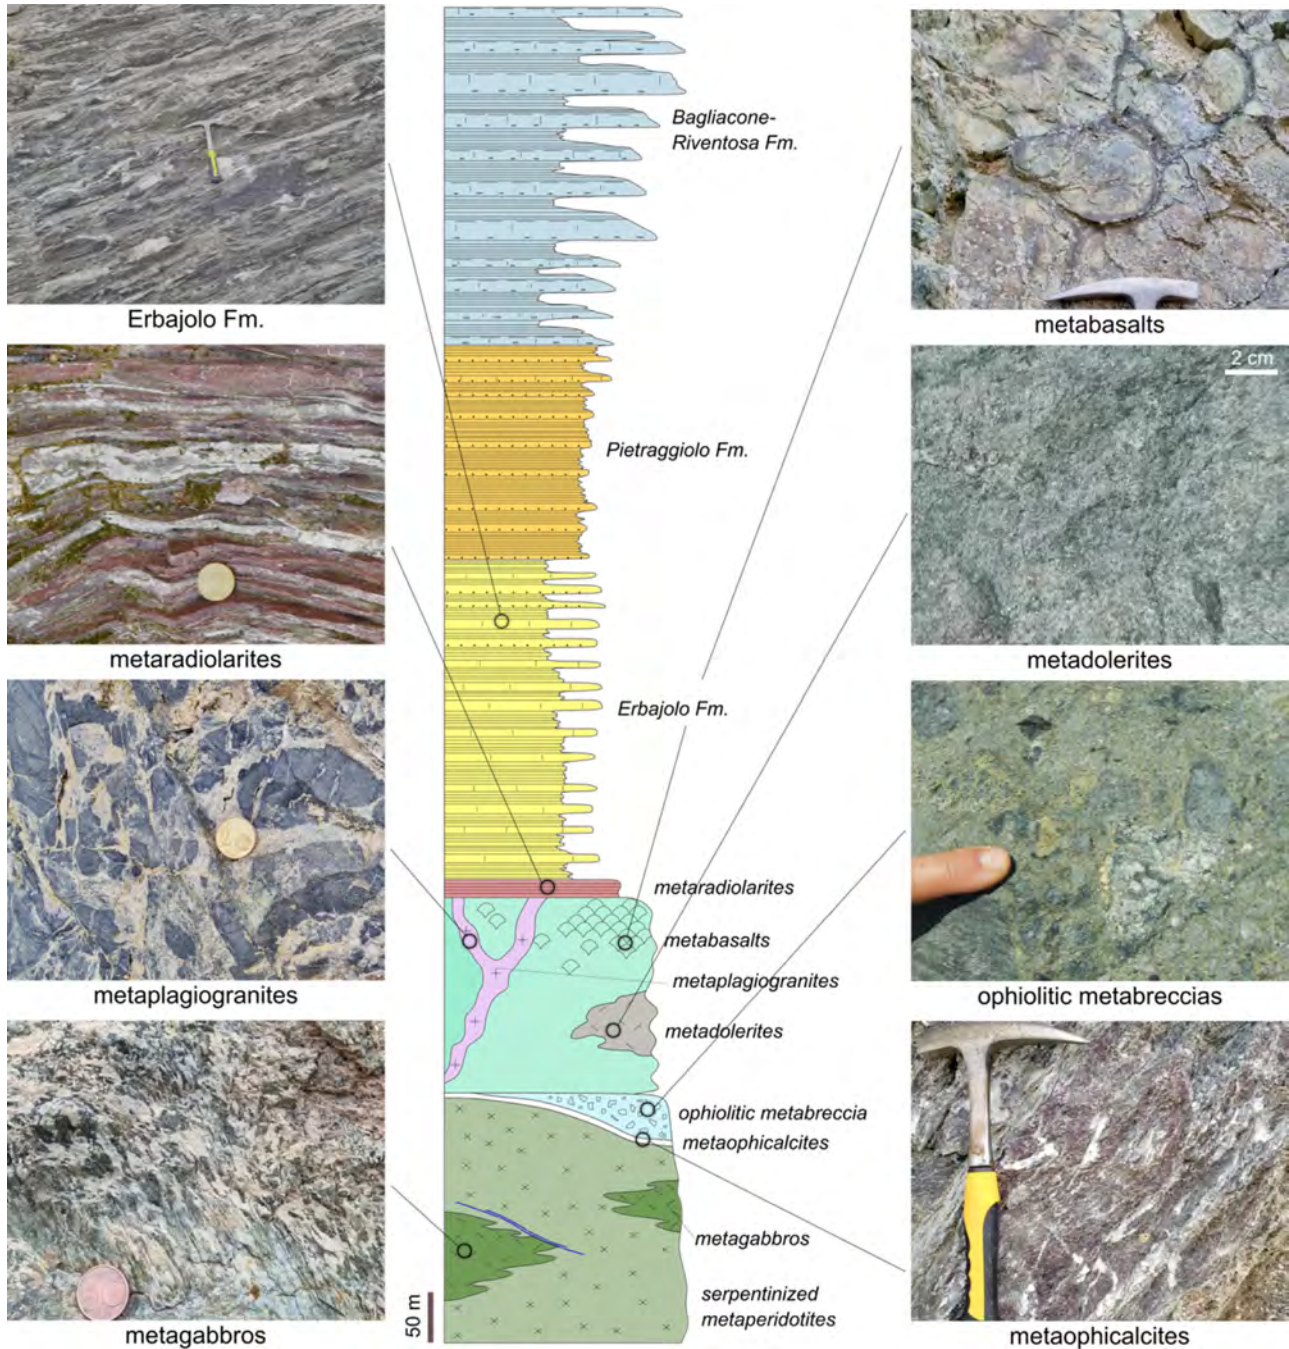 Erbajolo Fm.
metaradiolarites
metaplagiogranites
metagabbros
Bagliacone-
Riventosa Fm.
Pietraggiolo Fm.
Erbajolo Fm.
metaradiolarites
metabasalts
metaplagiogranites
metadolerites
ophiolitic metabreccia
metaophicalcites
metagabbros
serpentinized
metaperidotites
50 m
metabasalts
2 cm
metadolerites
ophiolitic metabreccias
metaophicalcites